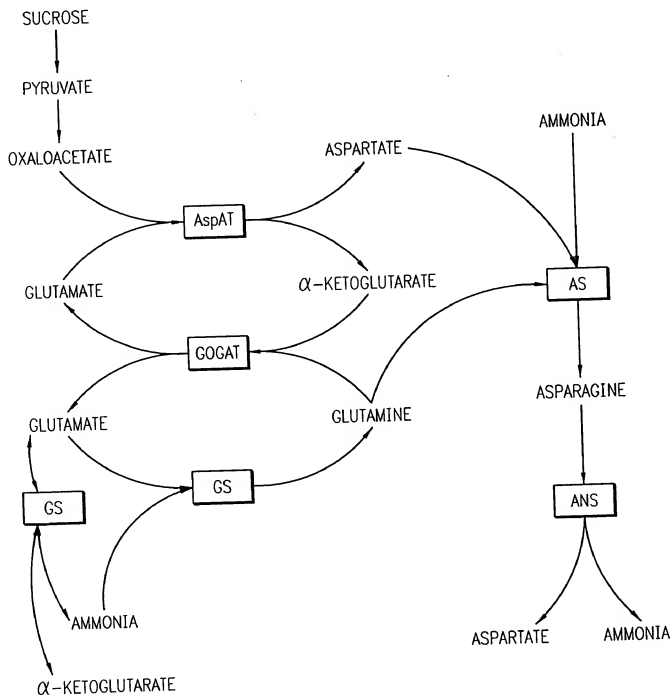 SUCROSE
PYRUVATE
OXALOACETATE
ASPARTATE
AMMONIA
AspAT
GLUTAMATE
α-KETOGLUTARATE
AS
GOGAT
ASPARAGINE
GLUTAMATE
GLUTAMINE
GS
GS
ANS
AMMONIA
ASPARTATE
AMMONIA
α-KETOGLUTARATE